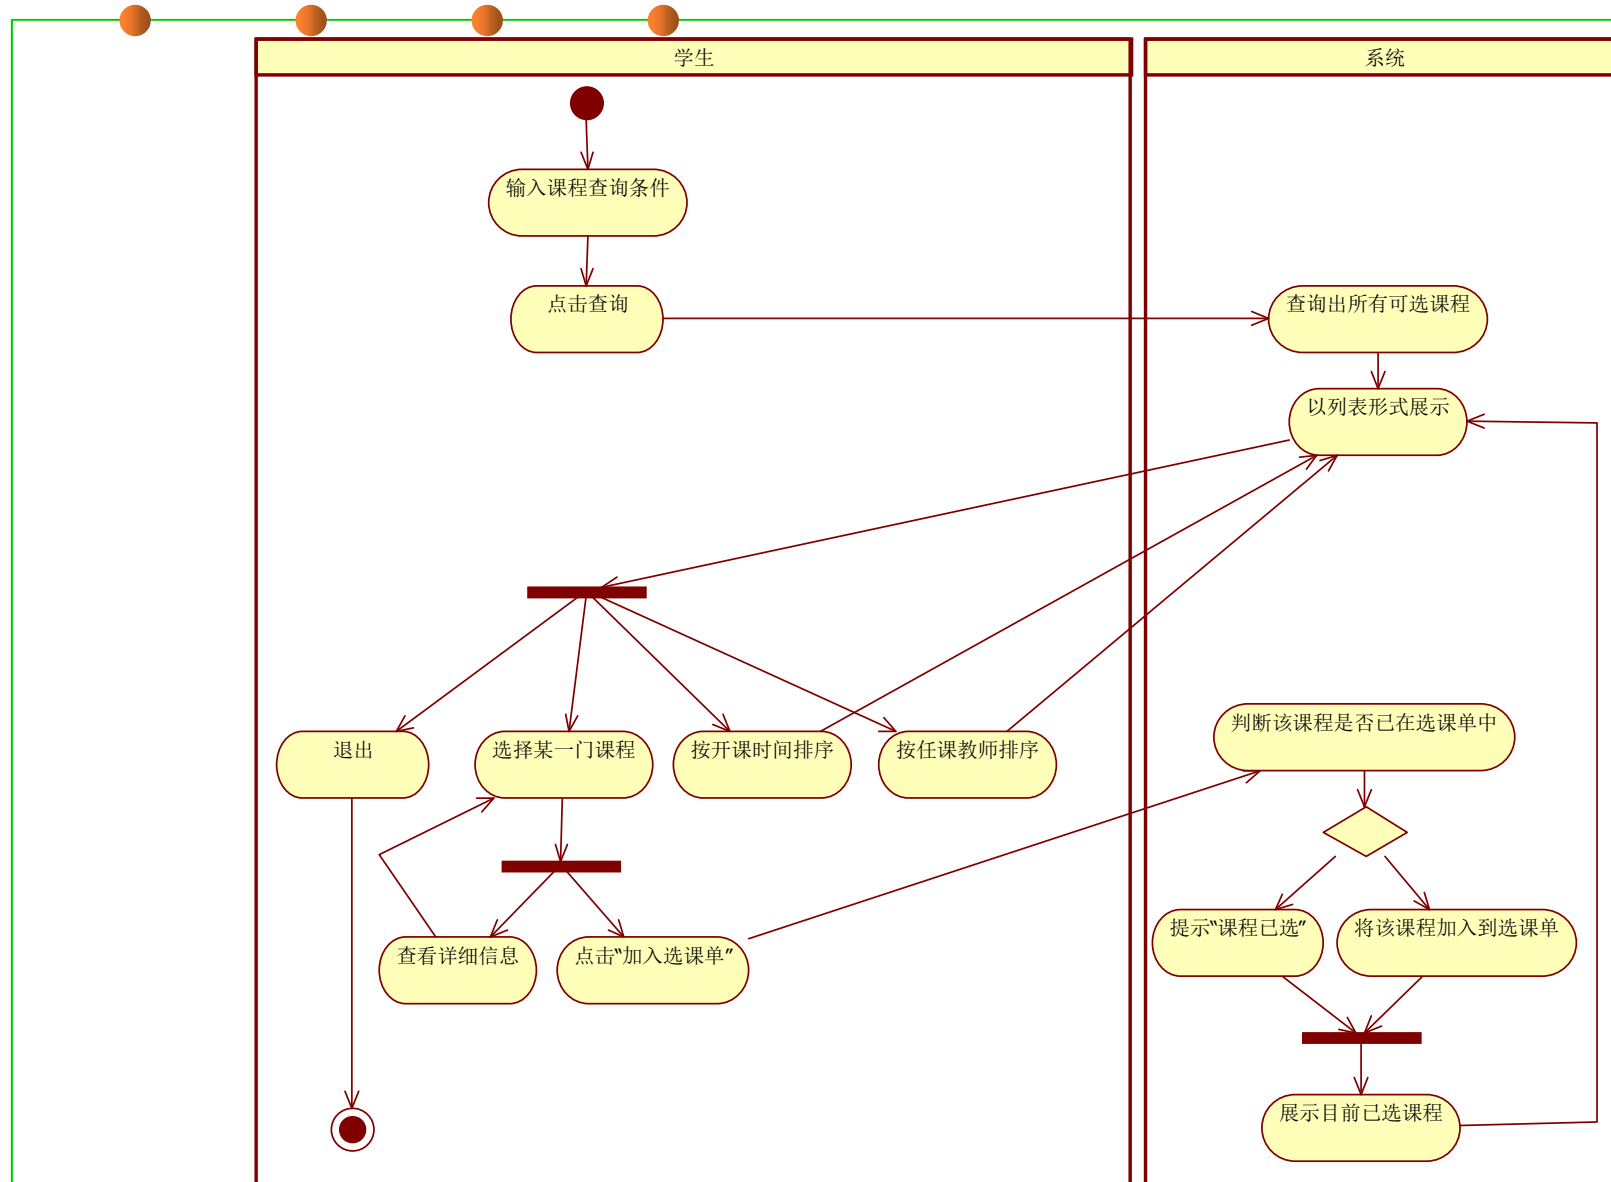 学生
系统
输入课程查询条件
点击查询
查询出所有可选课程
以列表形式展示
判断该课程是否已在选课单中
退出
选择某一门课程
按开课时间排序
按任课教师排序
提示“课程已选”
将该课程加入到选课单
查看详细信息
点击“加入选课单”
展示目前已选课程